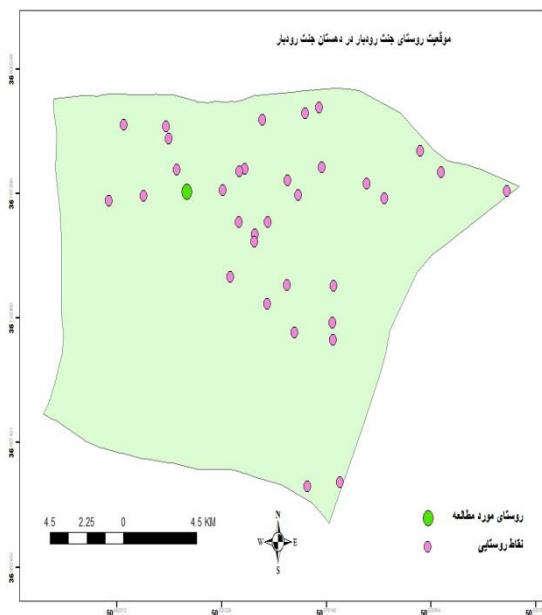 موقعیت روستای جنت رودبار در دهستان جنت رودبار
36
36
36
36
36
4.5 2.25 0 4.5 KM
N
W E
S
روستای مورد مطالعه
نقاط روستایی
50 50 50 50 50